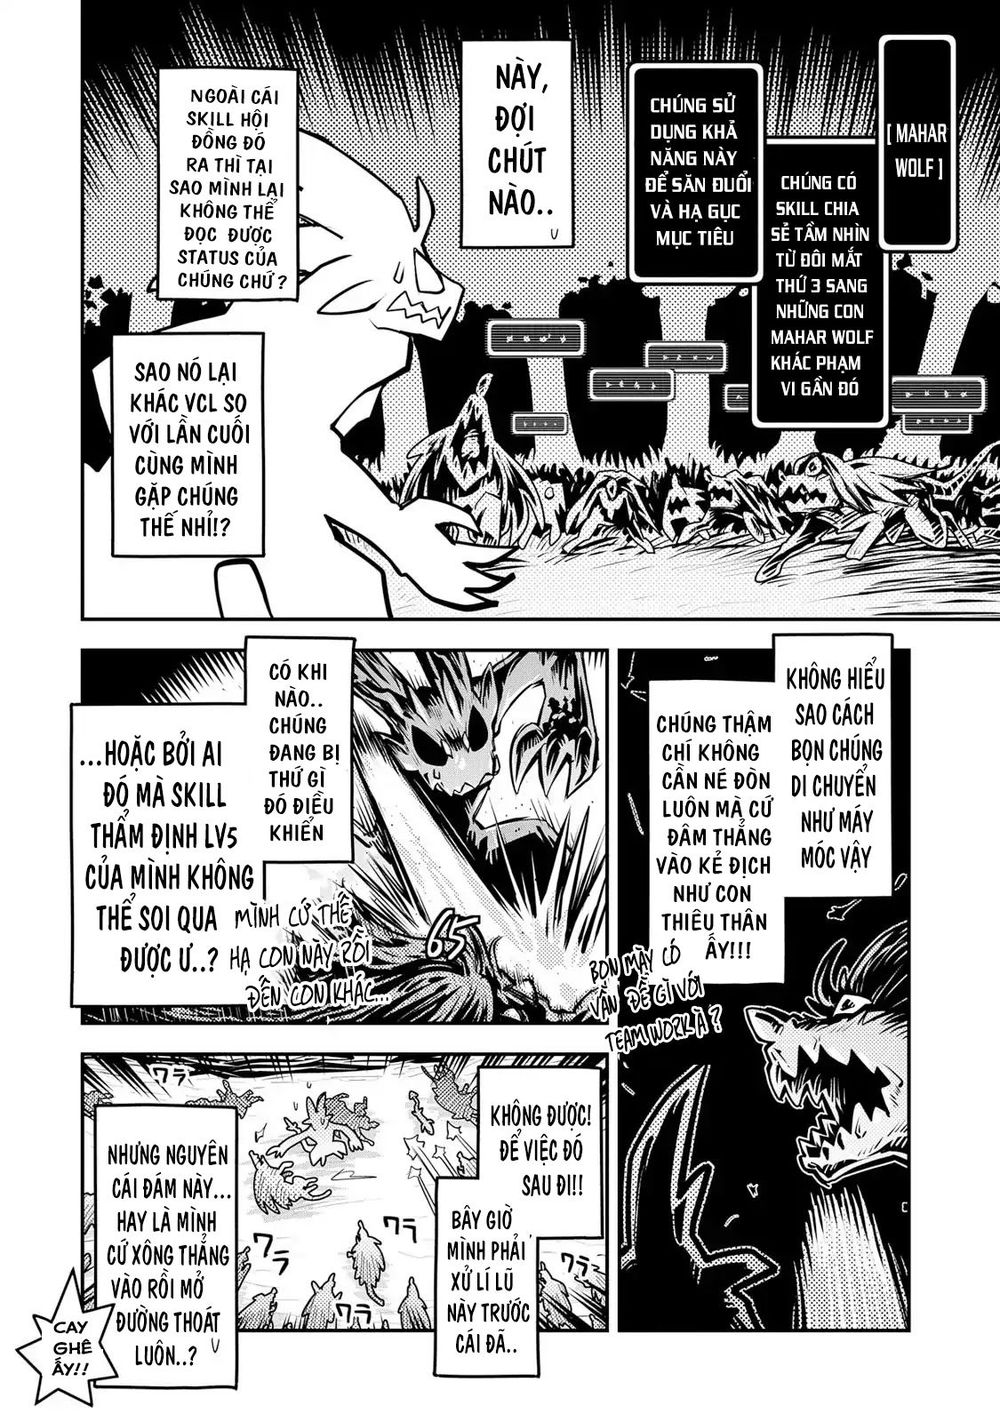 [ MAHAR
WOLF ]
CHÚNG CÓ
SKILL CHIA
SẺ TẦM NHÌN
TỪ ĐÔI MẮT
THỨ 3 SANG
NHỮNG CON
MAHAR WOLF
KHÁC PHẠM
VI GẦN ĐÓ
CHÚNG SỬ
DỤNG KHẢ
NĂNG NÀY
ĐỂ SĂN ĐUỔI
VÀ HẠ GỤC
MỤC TIÊU
NÀY,
ĐỢI
CHÚT
NÀO..
NGOÀI CÁI
SKILL HỘI
ĐỒNG ĐÓ
RA THÌ TẠI
SAO MÌNH LẠI
KHÔNG THỂ
ĐỌC ĐƯỢC
STATUS CỦA
CHÚNG CHỨ?
SAO NÓ LẠI
KHÁC VCL SO
VỚI LẦN CUỐI
CÙNG MÌNH
GẶP CHÚNG
THẾ NHỈ!?
KHÔNG HIỂU
SAO CÁCH
BỌN CHÚNG
DI CHUYỂN
NHƯ MÁY
MÓC VẬY
CHÚNG THẬM
CHÍ KHÔNG
CẦN NÉ ĐÒN
LUÔN MÀ CỨ
ĐÂM THẲNG
VÀO KẺ ĐỊCH
NHƯ CON
THIÊU THÂN
ẤY!!!
BỌN MÀY CÓ
VẤN ĐỀ GÌ VỚI
TEAM WORK À?
CÓ KHI
NÀO..
CHÚNG
ĐANG BỊ
THỨ GÌ
ĐÓ ĐIỀU
KHIỂN
...HOẶC BỞI AI
ĐÓ MÀ SKILL
THẨM ĐỊNH LV5
CỦA MÌNH KHÔNG
THỂ SOI QUA
ĐƯỢC Ư..?
MÌNH CỨ THẾ
HẠ CON NÀY RỒI
ĐẾN CON KHÁC...
65
KHÔNG ĐƯỢC!
ĐỂ VIỆC ĐÓ
SAU ĐI!!
BÂY GIỜ
MÌNH PHẢI
XỬ LÍ LŨ
NÀY TRƯỚC
CÁI ĐÃ..
ワラ
ワラ
ワラ
ワラ
NHƯNG NGUYÊN
CÁI ĐÁM NÀY...
HAY LÀ MÌNH
CỨ XÔNG THẲNG
VÀO RỒI MỞ
ĐƯỜNG THOÁT
LUÔN..?
CAY
GHÊ
ẤY!!